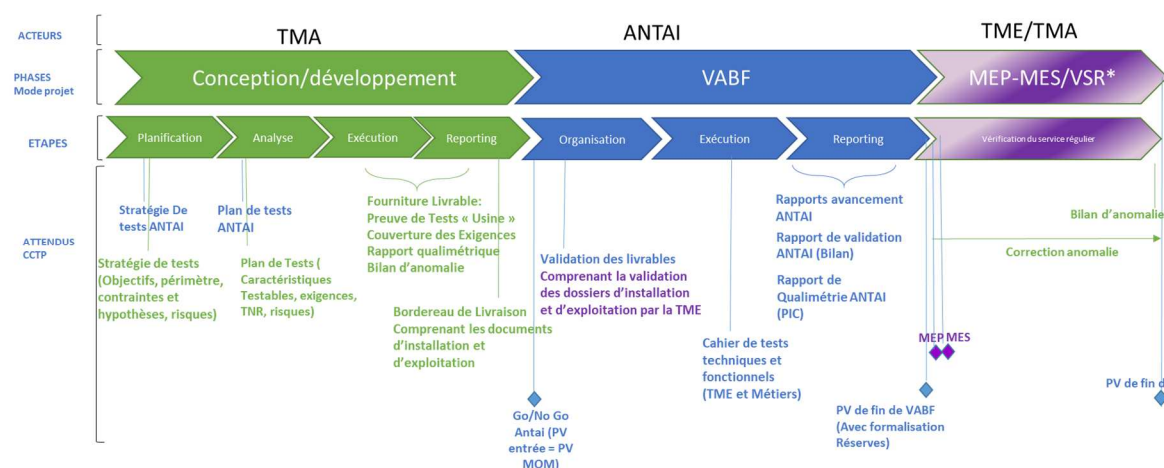 ACTEURS
TMA
ANTAI
TME/TMA
PHASES
Mode projet
Conception/développement
VABF
MEP-MES/VSR*
ETAPES
Planification
Analyse
Exécution
Reporting
Organisation
Exécution
Reporting
Vérification du service régulier
ATTENDUS
CCTP
Stratégie De
tests ANTAI
Stratégie de tests
(Objectifs, périmètre,
contraintes et
hypothèses, risques)
Plan de tests
ANTAI
Plan de Tests (
Caractéristiques
Testables, exigences,
TNR, risques)
Fourniture Livrable:
Preuve de Tests « Usine »
Couverture des Exigences
Rapport qualimétrique
Bilan d’anomalie
Bordereau de Livraison
Comprenant les documents
d’installation et
d’exploitation
Go/No Go
Antai (PV
entrée = PV
MOM)
Validation des livrables
Comprenant la validation
des dossiers d’installation
et d’exploitation par la TME
Cahier de tests
techniques et
fonctionnels
(TME et Métiers)
Rapports avancement
ANTAI
Rapport de validation
ANTAI (Bilan)
Rapport de
Qualimétrie ANTAI
(PIC)
PV de fin de VABF
(Avec formalisation
Réserves)
MEP MES
Bilan d’anomalie
Correction anomalie
PV de fin d